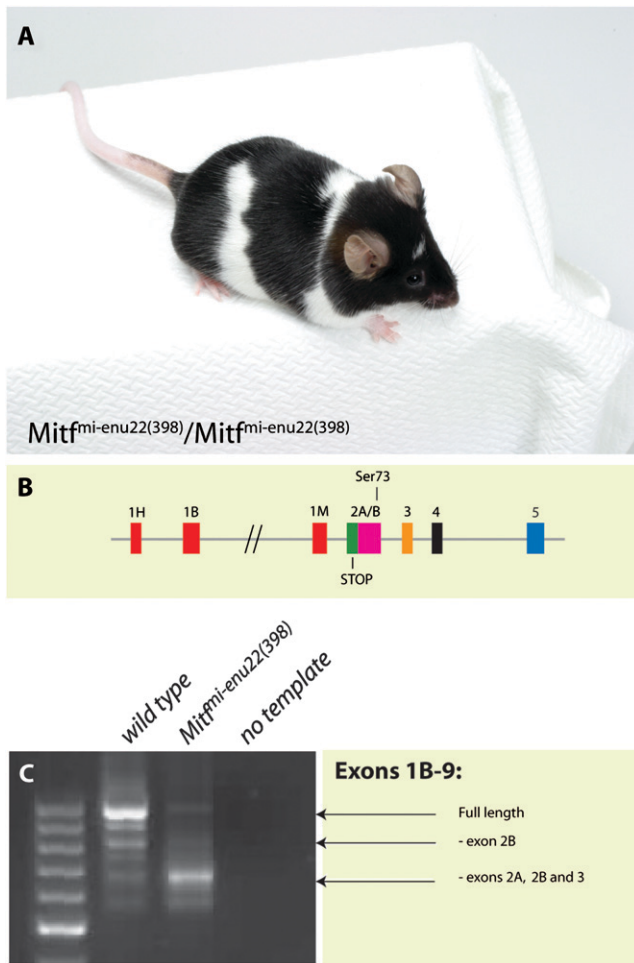 A
Mitfmi-enu22(398)/Mitfmi-enu22(398)
B
Ser73
1H 1B 1M 2A/B 3 4 5
//
STOP
wild type
Mitfmi-enu22(398)
no template
C
Exons 1B-9:
Full length
- exon 2B
- exons 2A, 2B and 3